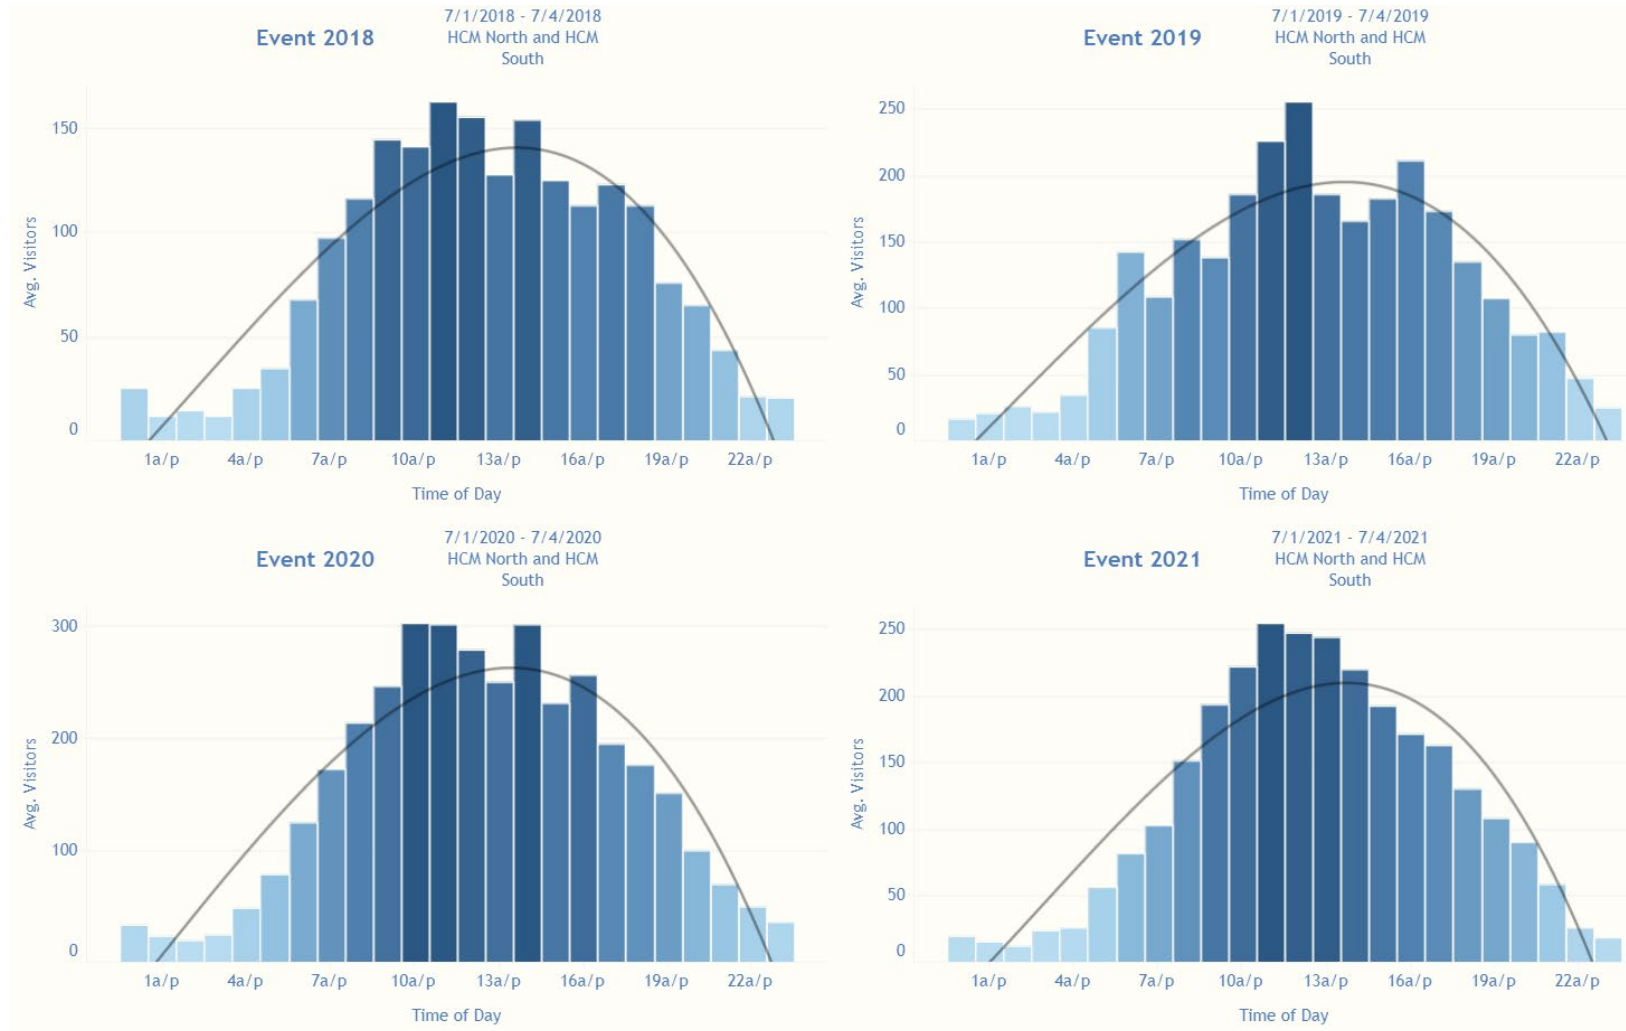 Event 2018
7/1/2018 - 7/4/2018
HCM North and HCM
South
Avg. Visitors
150
100
50
0
1a/p 4a/p 7a/p 10a/p 13a/p 16a/p 19a/p 22a/p
Time of Day
Event 2019
7/1/2019 - 7/4/2019
HCM North and HCM
South
Avg. Visitors
250
200
150
100
50
0
1a/p 4a/p 7a/p 10a/p 13a/p 16a/p 19a/p 22a/p
Time of Day
Event 2020
7/1/2020 - 7/4/2020
HCM North and HCM
South
Avg. Visitors
300
200
100
0
1a/p 4a/p 7a/p 10a/p 13a/p 16a/p 19a/p 22a/p
Time of Day
Event 2021
7/1/2021 - 7/4/2021
HCM North and HCM
South
Avg. Visitors
250
200
150
100
50
0
1a/p 4a/p 7a/p 10a/p 13a/p 16a/p 19a/p 22a/p
Time of Day